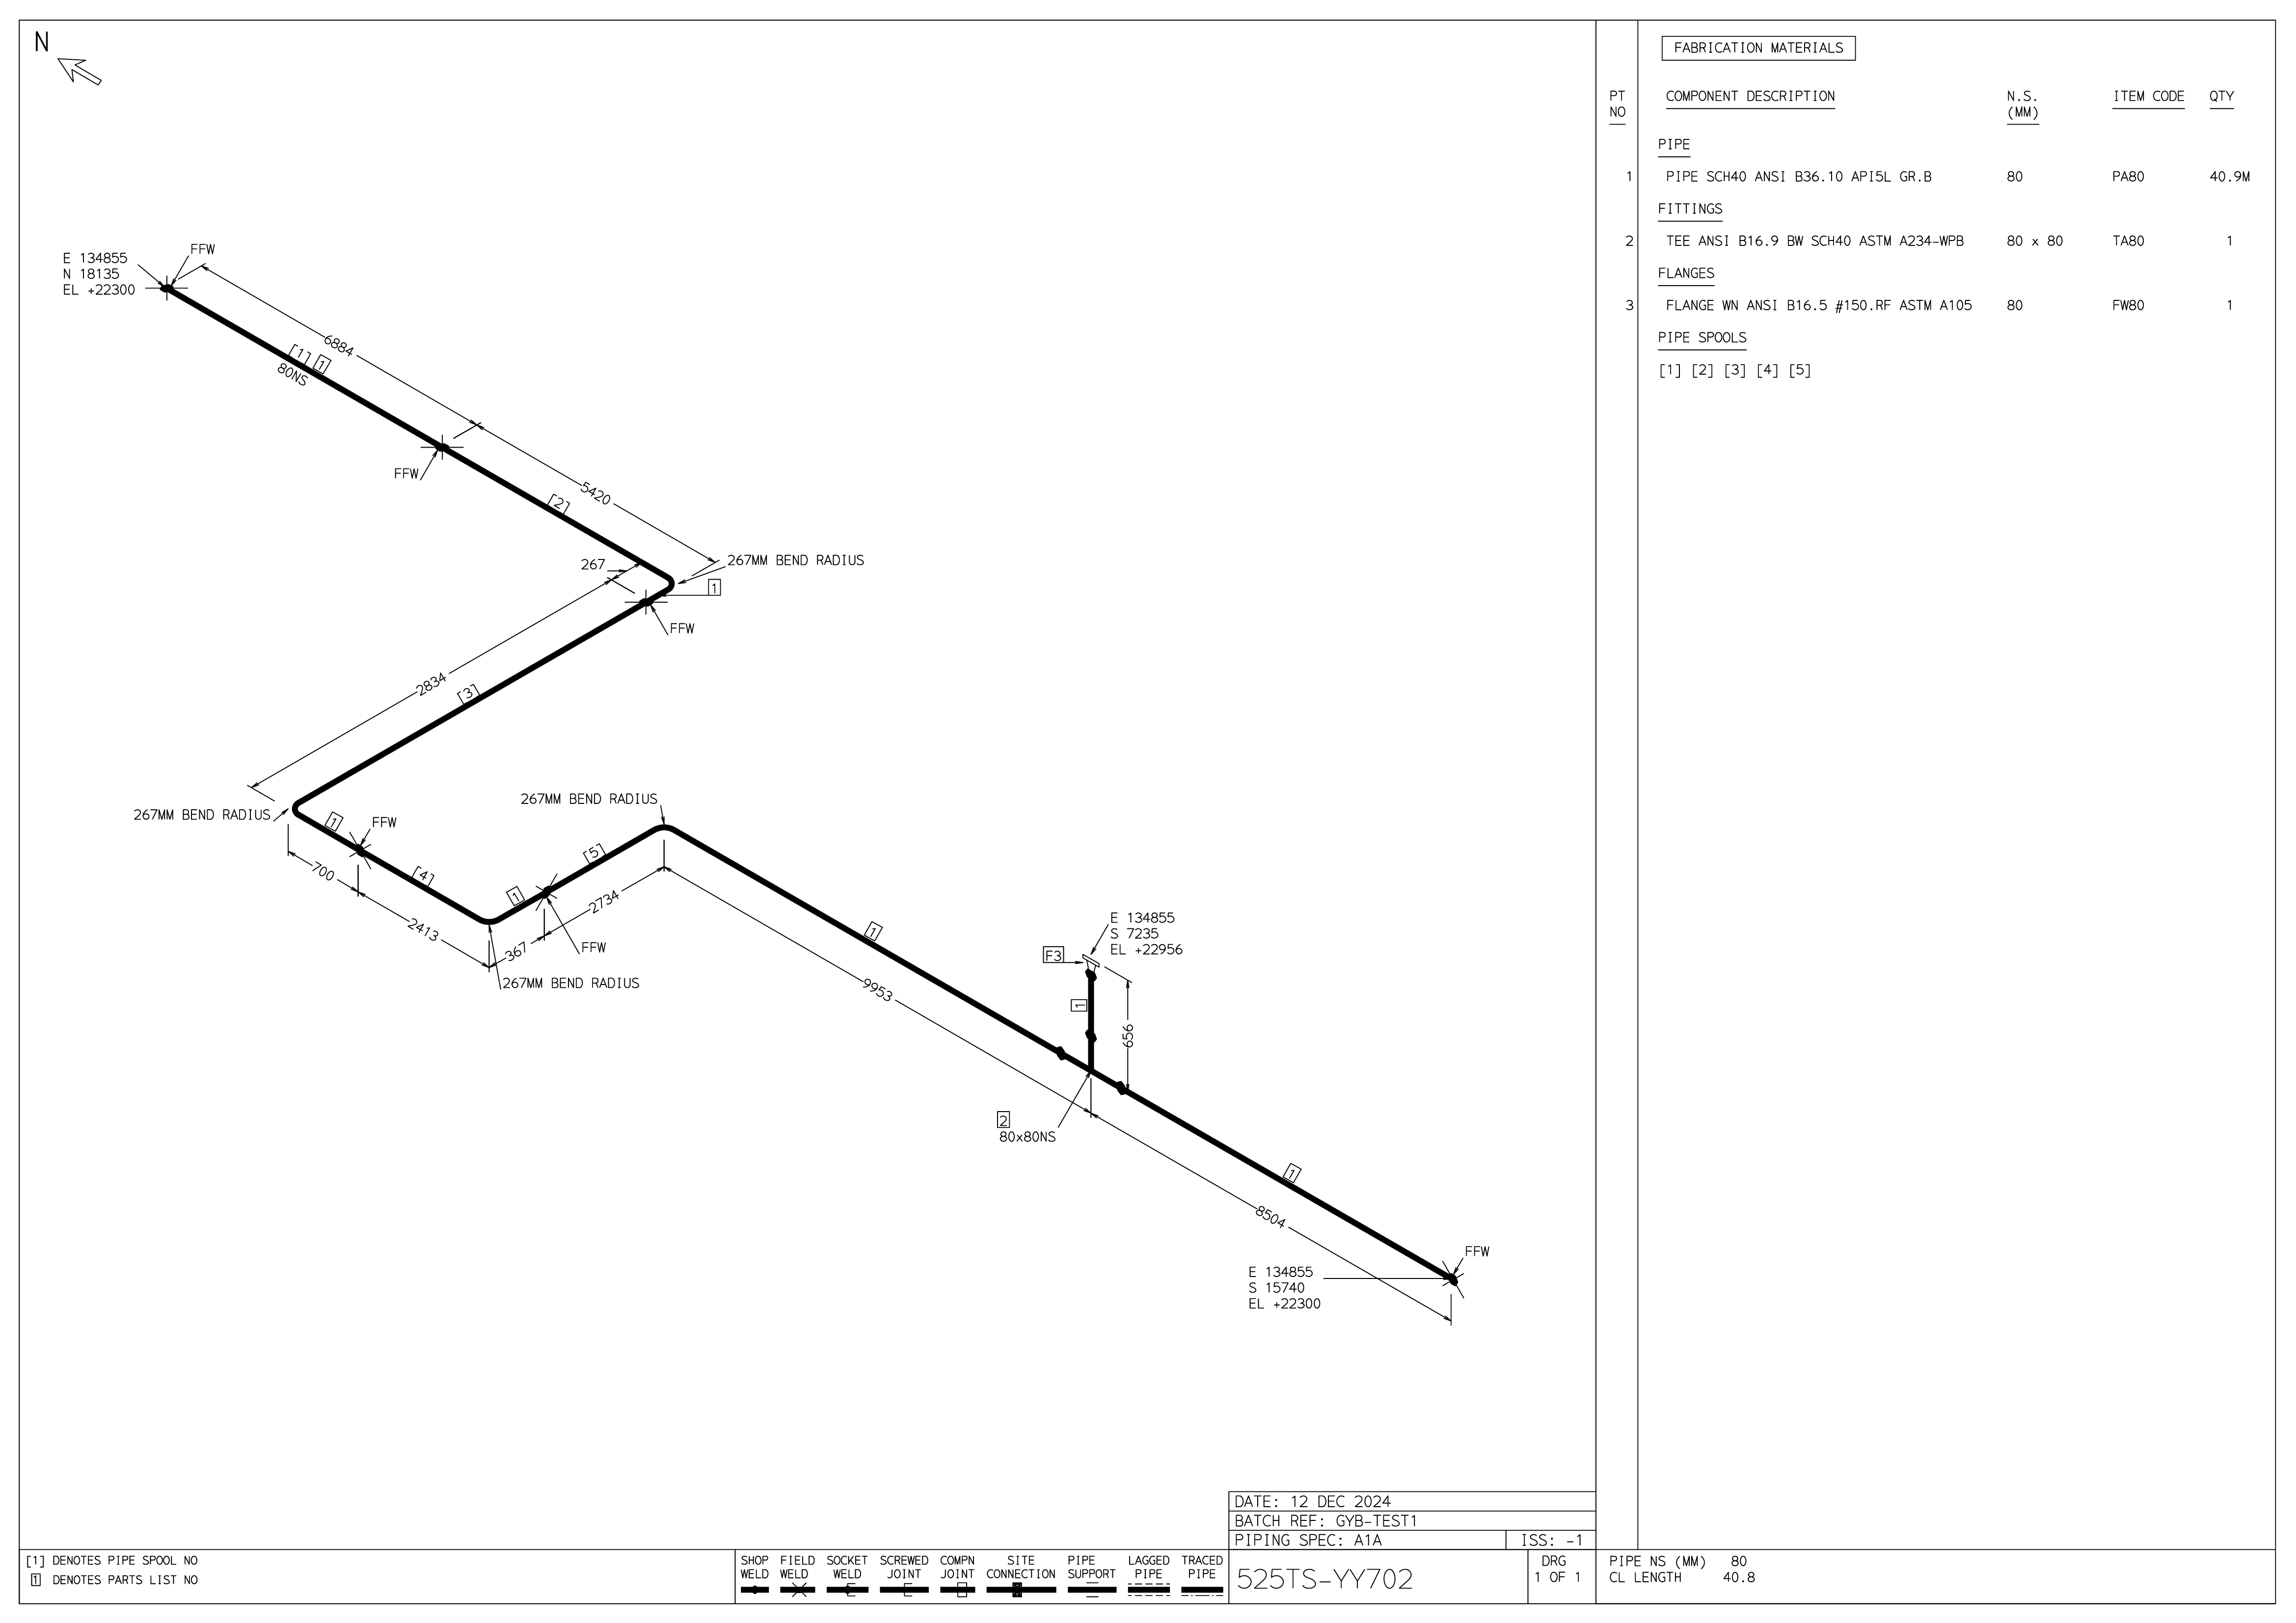 N
FABRICATION MATERIALS
PT NO COMPONENT DESCRIPTION N.S. (MM) ITEM CODE QTY
PIPE
1 PIPE SCH40 ANSI B36.10 API5L GR.B 80 PA80 40.9M
FITTINGS
2 TEE ANSI B16.9 BW SCH40 ASTM A234-WPB 80 x 80 TA80 1
FLANGES
3 FLANGE WN ANSI B16.5 #150.RF ASTM A105 80 FW80 1
PIPE SPOOLS
[1] [2] [3] [4] [5]
FFW
E 134855
N 18135
EL +22300
6884
[1] 1
80NS
FFW
5420
[2]
267
267MM BEND RADIUS
1
FFW
2834
[3]
267MM BEND RADIUS
267MM BEND RADIUS
1
FFW
700
[4]
2413
1
[5]
2734
367
FFW
267MM BEND RADIUS
1
9953
E 134855
S 7235
EL +22956
F3
1
656
2
80x80NS
1
8504
FFW
E 134855
S 15740
EL +22300
DATE: 12 DEC 2024
BATCH REF: GYB-TEST1
PIPING SPEC: A1A ISS: -1
[1] DENOTES PIPE SPOOL NO
1 DENOTES PARTS LIST NO
SHOP WELD
FIELD WELD
SOCKET WELD
SCREWED JOINT
COMPN JOINT
SITE CONNECTION
PIPE SUPPORT
LAGGED PIPE
TRACED PIPE
525TS-YY702
DRG
1 OF 1
PIPE NS (MM) 80
CL LENGTH 40.8